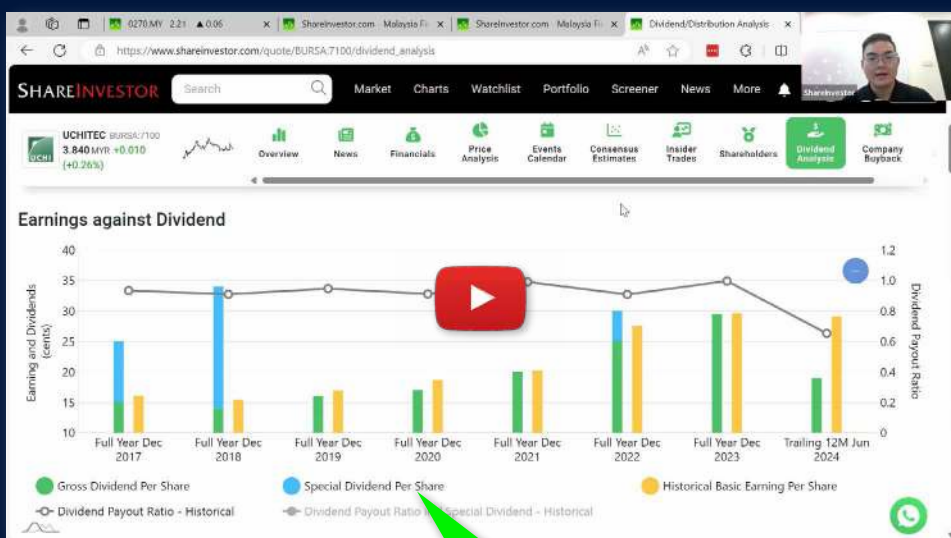 0270.MY 2.21 ▲0.06
ShareInvestor.com - Malaysia Fi
ShareInvestor.com - Malaysia Fi
Dividend/Distribution Analysis
https://www.shareinvestor.com/quote/BURSA:7100/dividend_analysis
SHAREINVESTOR
Search
Market Charts Watchlist Portfolio Screener News More
ShareInvestor
UCHITEC BURSA:7100
3.840 MYR +0.010
(+0.26%)
UCHI
Overview
News
Financials
Price Analysis
Events Calendar
Consensus Estimates
Insider Trades
Shareholders
Dividend Analysis
Company Buyback
Earnings against Dividend
Earning and Dividends (cents)
40
35
30
25
20
15
10
1.2
1.0
0.8
0.6
0.4
0.2
0
Dividend Payout Ratio
Full Year Dec 2017
Full Year Dec 2018
Full Year Dec 2019
Full Year Dec 2020
Full Year Dec 2021
Full Year Dec 2022
Full Year Dec 2023
Trailing 12M Jun 2024
Gross Dividend Per Share
Special Dividend Per Share
Historical Basic Earning Per Share
Dividend Payout Ratio - Historical
Dividend Payout Ratio Special Dividend - Historical